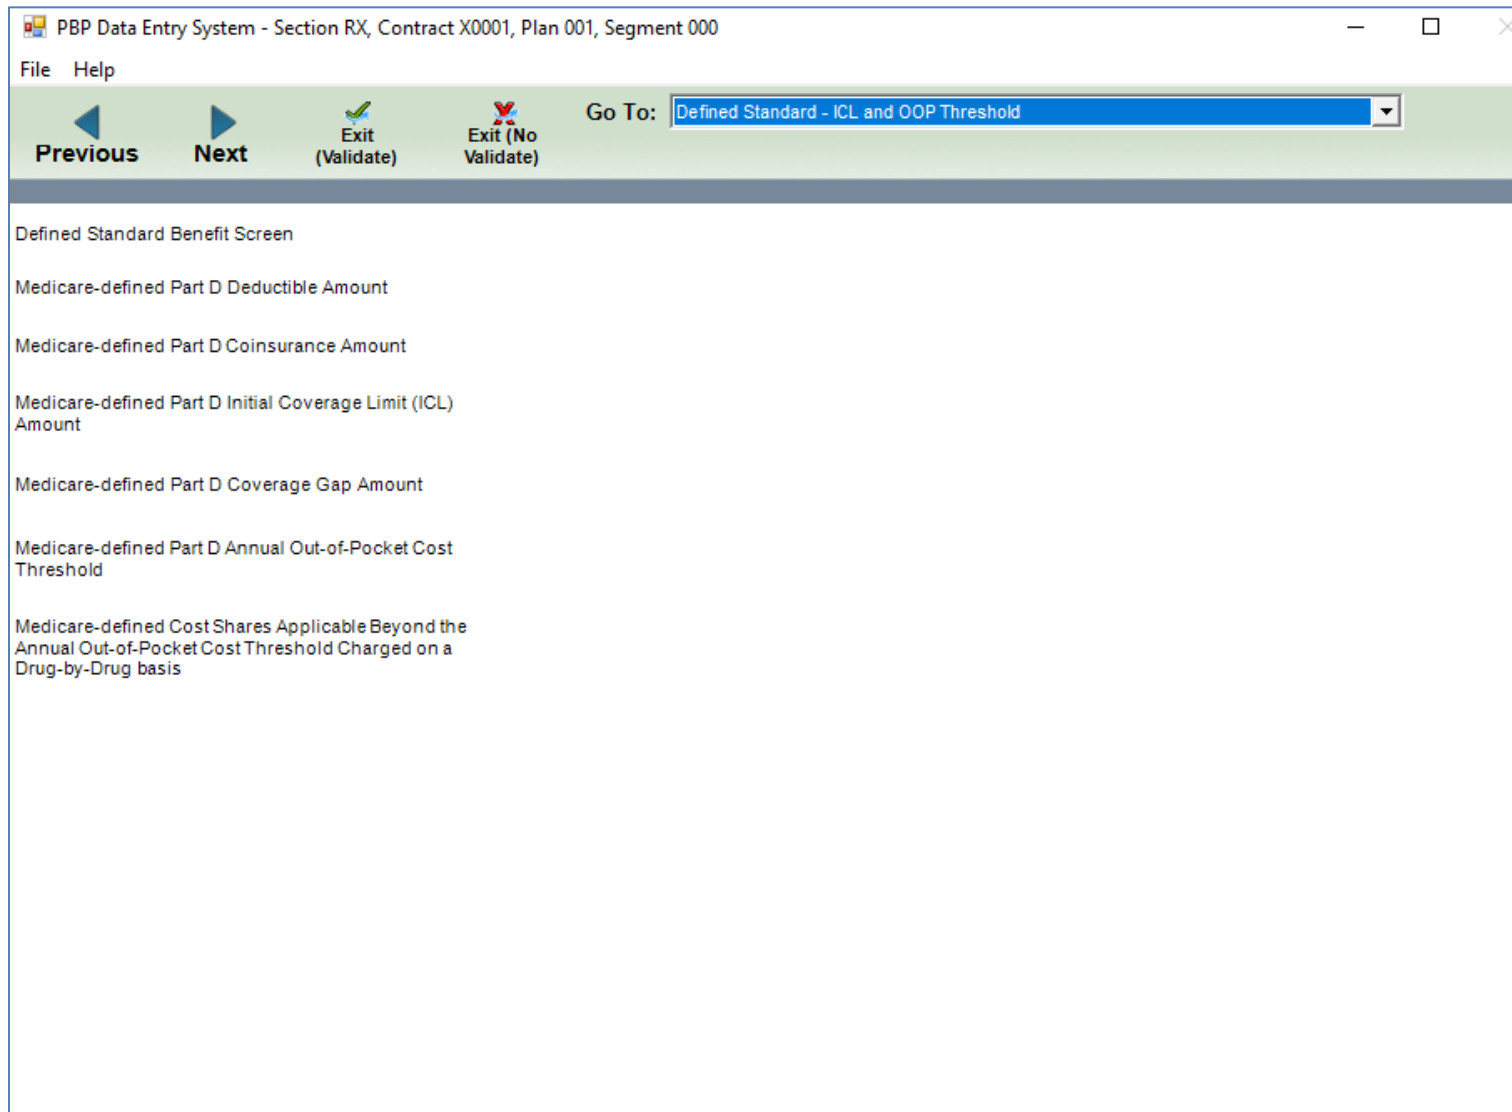 PBP Data Entry System - Section RX, Contract X0001, Plan 001, Segment 000
File Help
Previous Next Exit (Validate) Exit (No Validate) Go To: Defined Standard - ICL and OOP Threshold
Defined Standard Benefit Screen
Medicare-defined Part D Deductible Amount
Medicare-defined Part D Coinsurance Amount
Medicare-defined Part D Initial Coverage Limit (ICL)
Amount
Medicare-defined Part D Coverage Gap Amount
Medicare-defined Part D Annual Out-of-Pocket Cost
Threshold
Medicare-defined Cost Shares Applicable Beyond the
Annual Out-of-Pocket Cost Threshold Charged on a
Drug-by-Drug basis